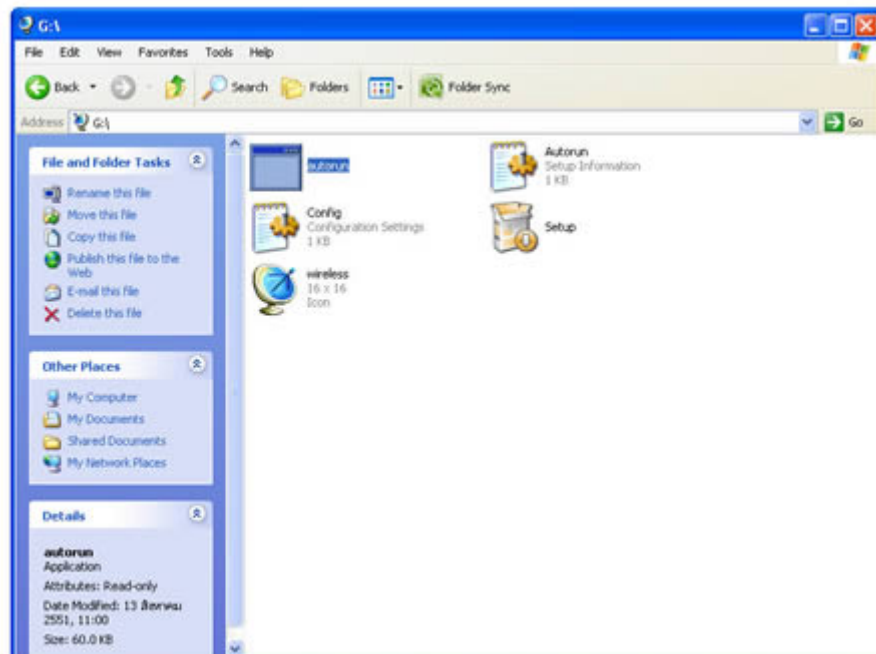 G:\
File Edit View Favorites Tools Help
Back Search Folders Folder Sync
Address G:\ Go
File and Folder Tasks
Rename this file
Move this file
Copy this file
Publish this file to the
Web
E-mail this file
Delete this file
Other Places
My Computer
My Documents
Shared Documents
My Network Places
Details
autorun
Application
Attributes: Read-only
Date Modified: 13 สิงหาคม
2551, 11:00
Size: 60.0 KB
autorun
Autorun
Setup Information
1 KB
Config
Configuration Settings
1 KB
Setup
wireless
16 x 16
Icon